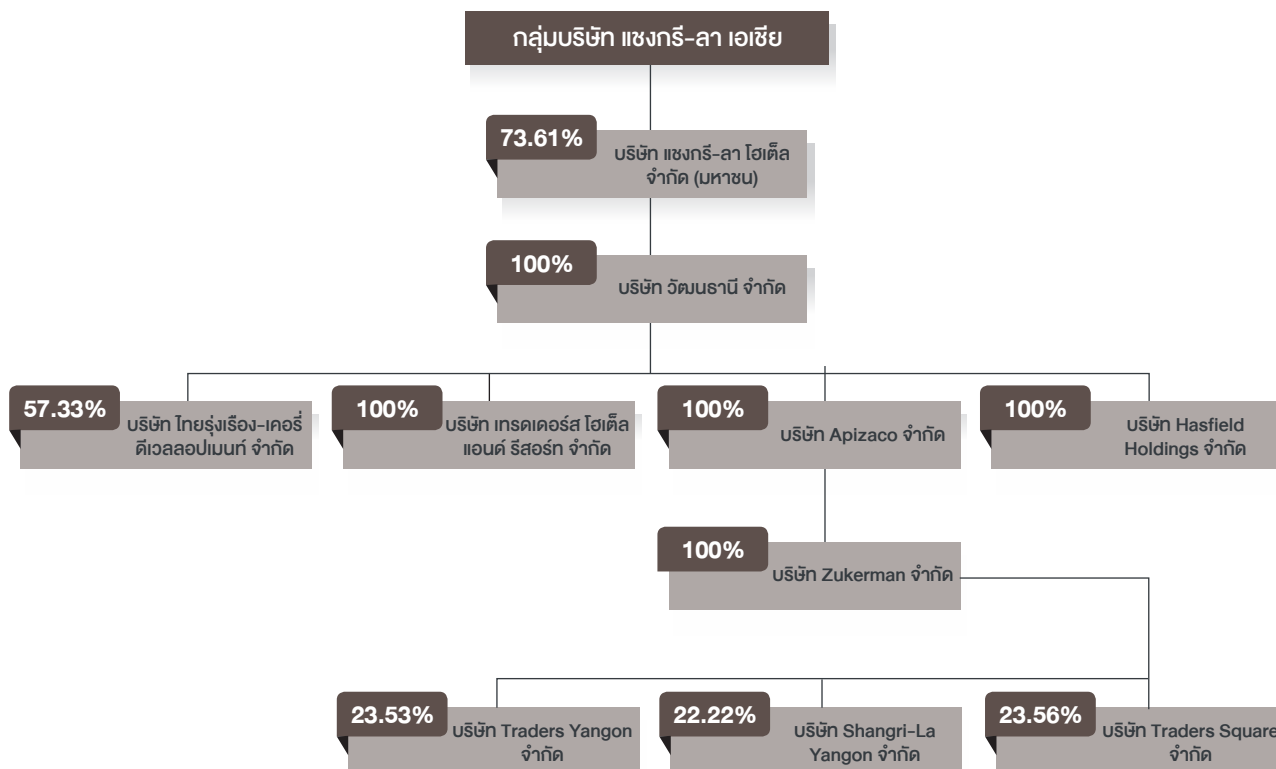 กลุ่มบริษัท แชงกรี-ลา เอเชีย
73.61%
บริษัท แชงกรี-ลา โฮเต็ล
จำกัด (มหาชน)
100%
บริษัท วัฒนธานี จำกัด
57.33%
บริษัท ไทยรุ่งเรือง-เคอรี่
ดีเวลลอปเมนท์ จำกัด
100%
บริษัท เทรดเดอร์ส โฮเต็ล
แอนด์ รีสอร์ท จำกัด
100%
บริษัท Apizaco จำกัด
100%
บริษัท Hasfield
Holdings จำกัด
100%
บริษัท Zukerman จำกัด
23.53%
บริษัท Traders Yangon
จำกัด
22.22%
บริษัท Shangri-La
Yangon จำกัด
23.56%
บริษัท Traders Square
จำกัด